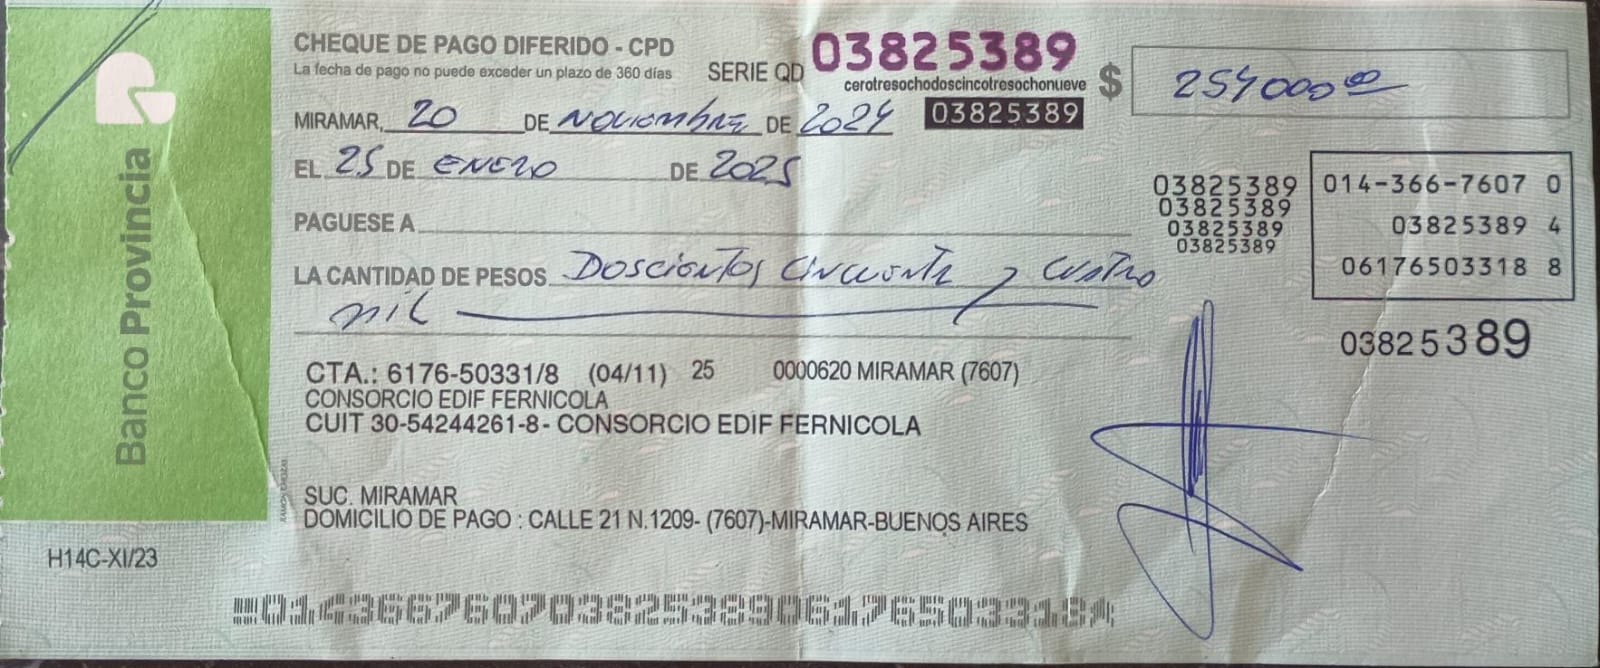 CHEQUE DE PAGO DIFERIDO - CPD
La fecha de pago no puede exceder un plazo de 360 días
SERIE QD 03825389
cerotresochodoscincotresochonueve
03825389
$ 254000 00
MIRAMAR, 20 DE NOVIEMBRE DE 2024
EL 25 DE ENERO DE 2025
PAGUESE A
LA CANTIDAD DE PESOS Doscientos Cincuenta y Cuatro
mil
03825389
03825389
03825389
03825389
014-366-7607 0
03825389 4
06176503318 8
03825389
CTA.: 6176-50331/8 (04/11) 25 0000620 MIRAMAR (7607)
CONSORCIO EDIF FERNICOLA
CUIT 30-54244261-8- CONSORCIO EDIF FERNICOLA
SUC. MIRAMAR
DOMICILIO DE PAGO : CALLE 21 N.1209- (7607)-MIRAMAR-BUENOS AIRES
Banco Provincia
H14C-XI/23
014366760703825389061765033184